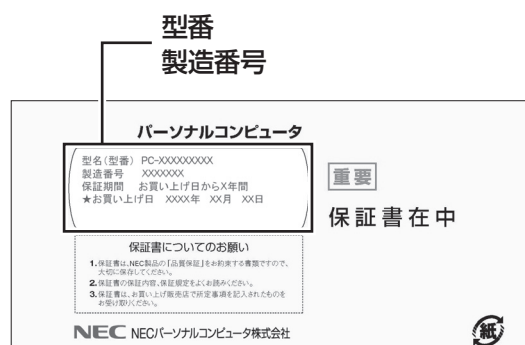 型番
製造番号
パーソナルコンピュータ
型名(型番) PC-XXXXXXXXX
製造番号 XXXXXXX
保証期間 お買い上げ日からX年間
★お買い上げ日 XXXX年 XX月 XX日
重要
保証書在中
保証書についてのお願い
1.保証書は、NEC製品の「品質保証」をお約束する書類ですので、
大切に保存してください。
2.保証書の保証内容、保証規定をよくお読みください。
3.保証書は、お買い上げ販売店で所定事項を記入されたものを
お受け取りください。
NEC NECパーソナルコンピュータ株式会社
紙